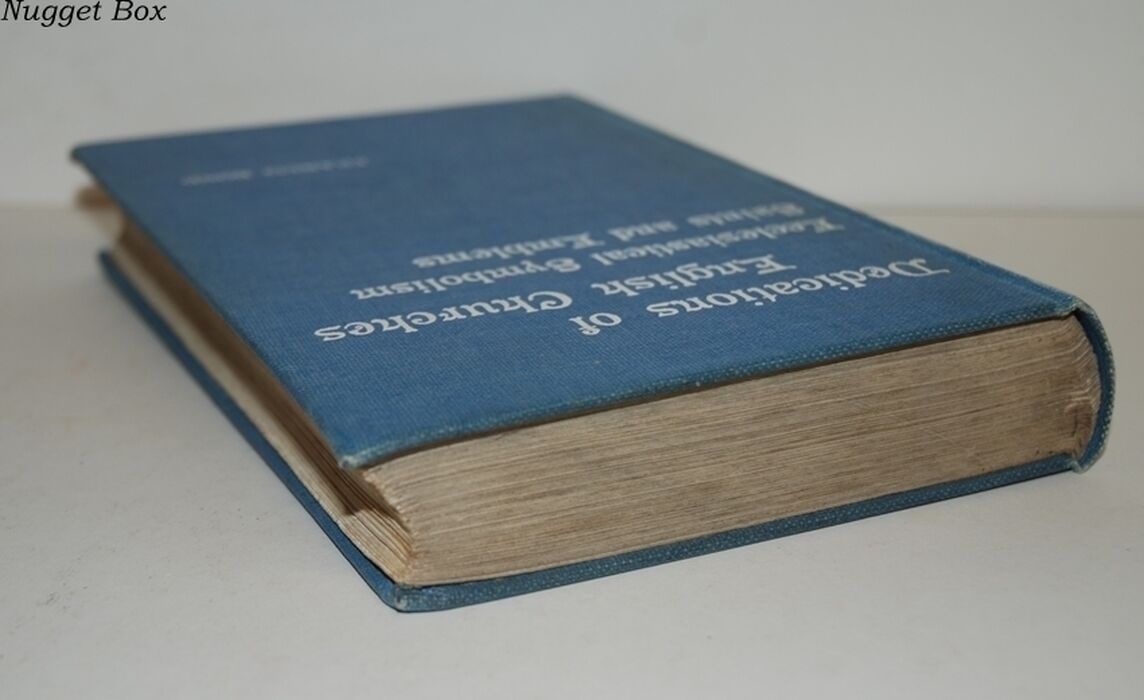 Nugget Box
Dedications of
English Churches
Ecclesiastical Symbolism
Saints and Emblems